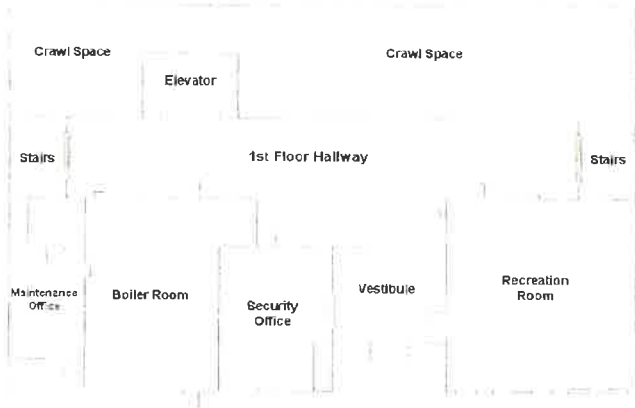 Crawl Space
Crawl Space
Elevator
Stairs
1st Floor Hallway
Stairs
Maintenance
Office
Boiler Room
Security
Office
Vestibule
Recreation
Room